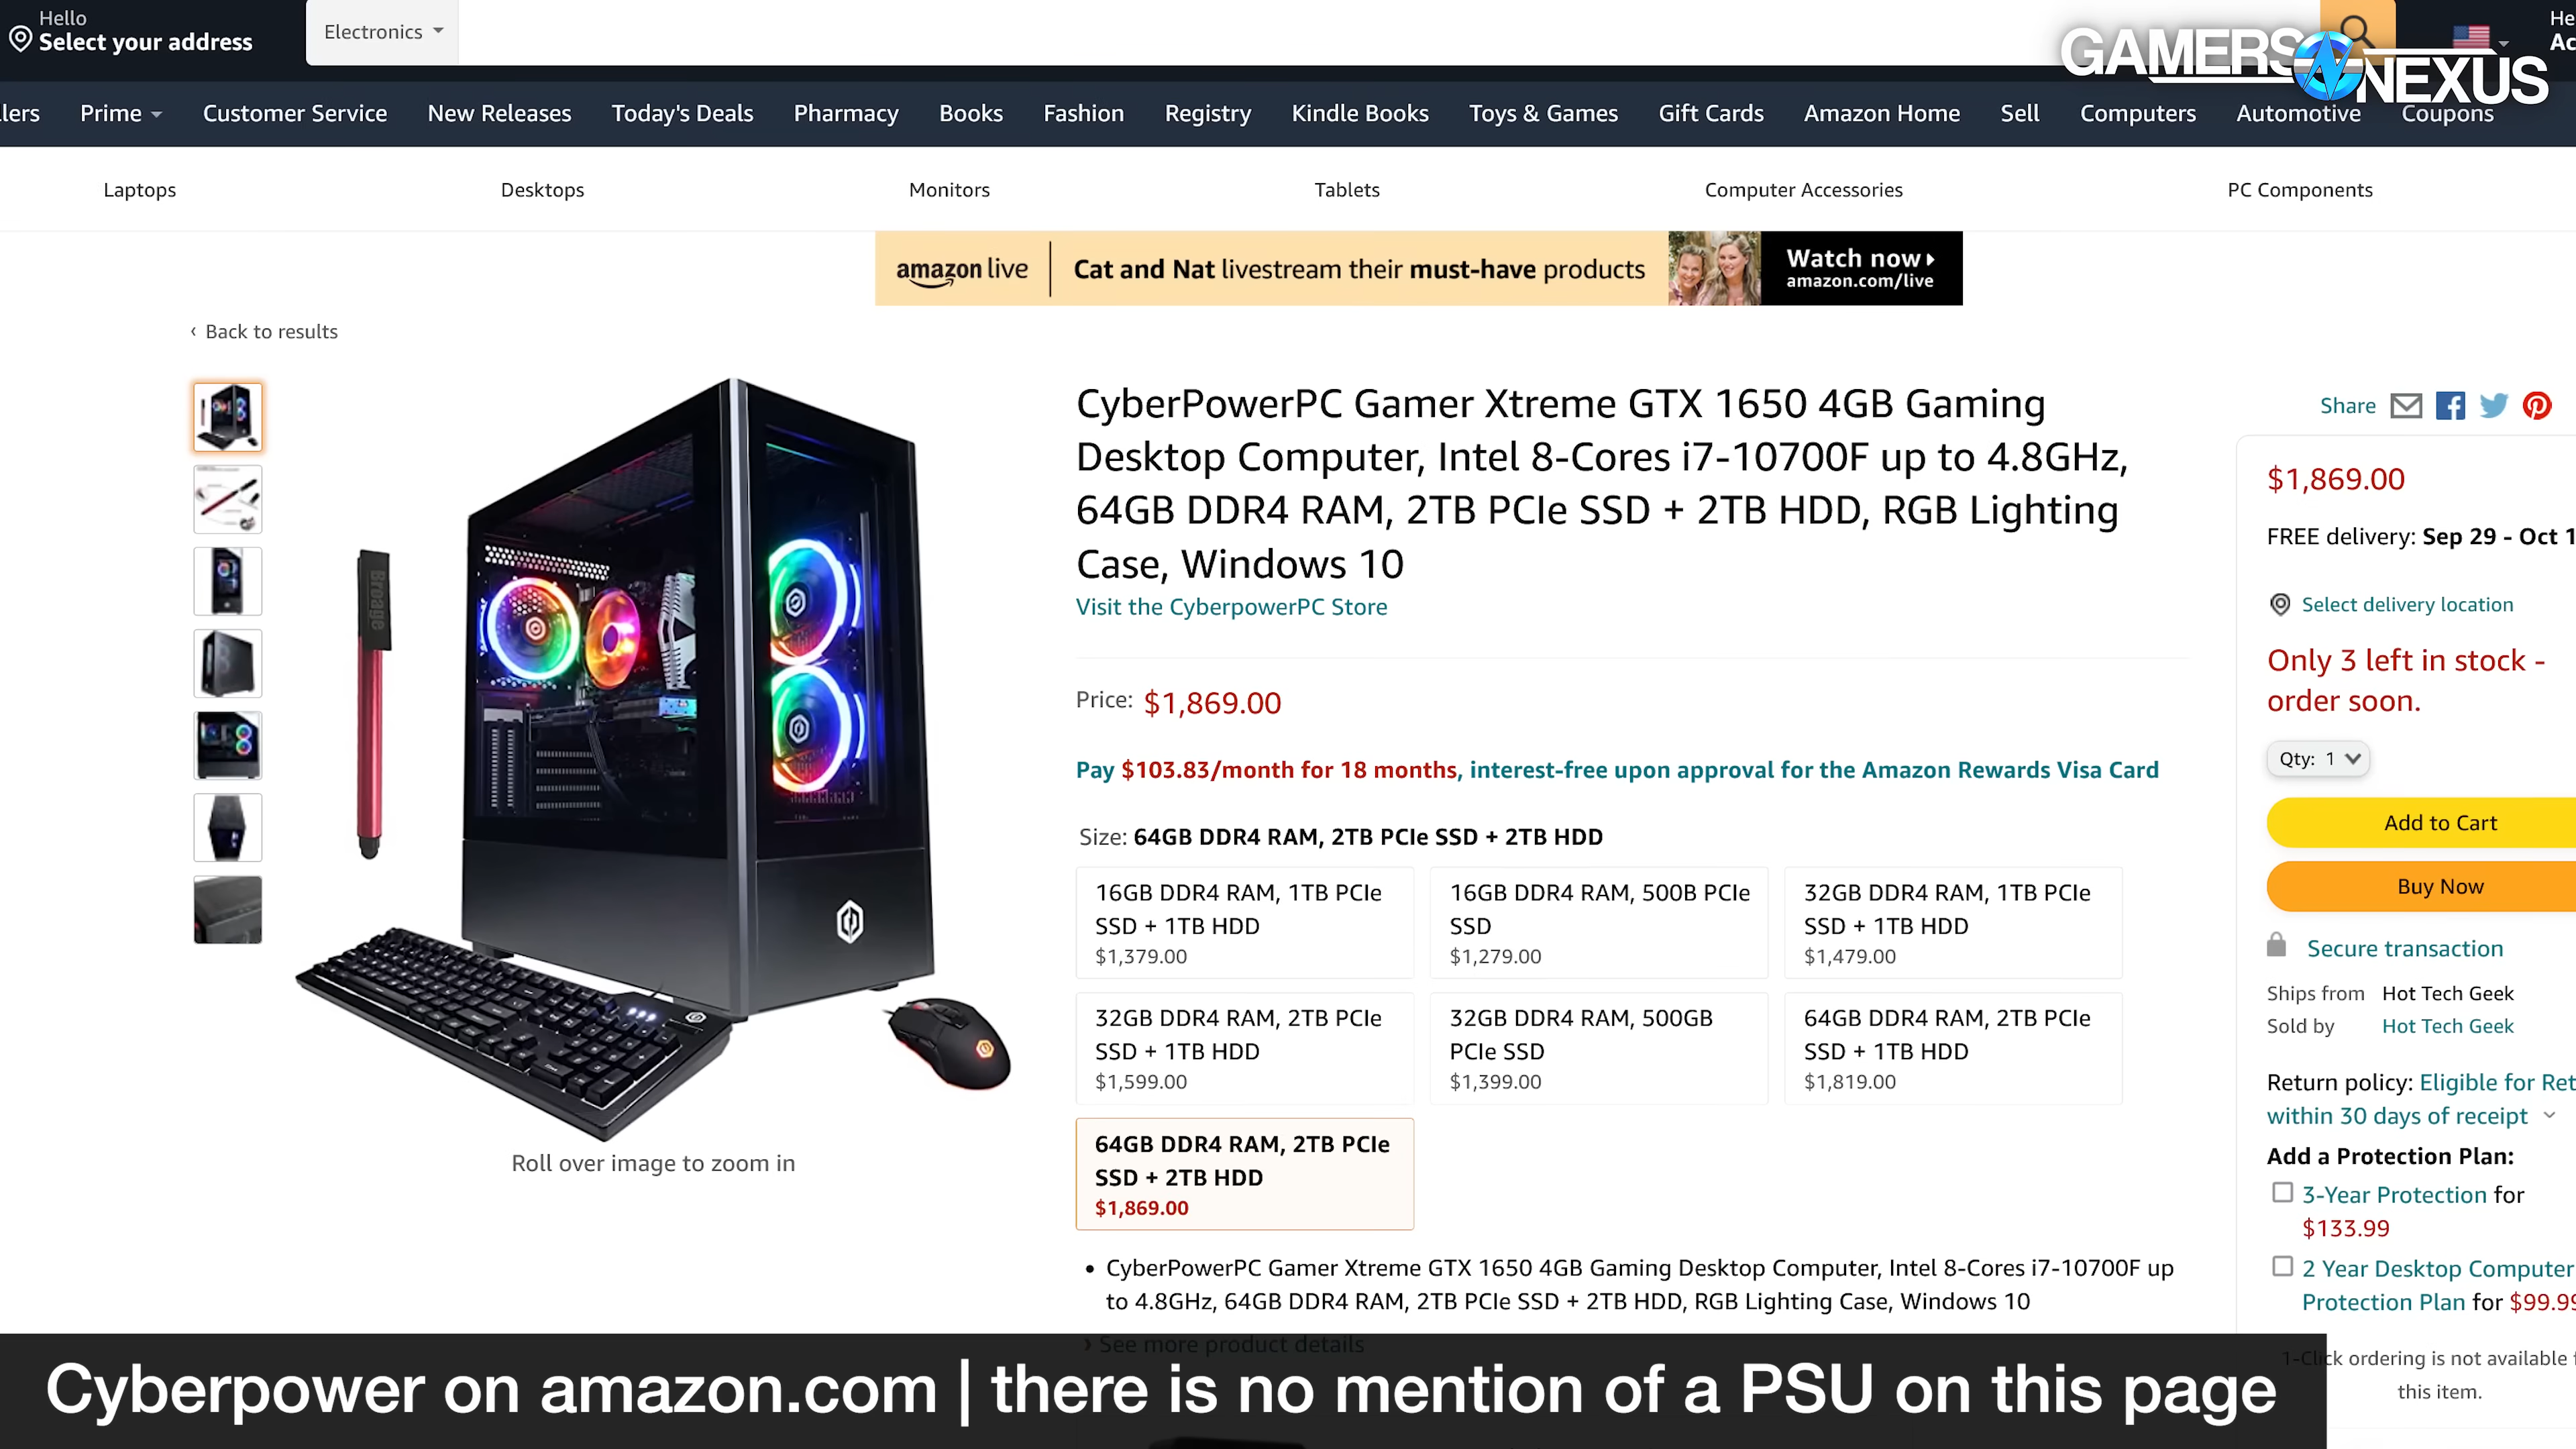 Hello
Select your address
Electronics
GAMERS NEXUS
Prime
Customer Service
New Releases
Today's Deals
Pharmacy
Books
Fashion
Registry
Kindle Books
Toys & Games
Gift Cards
Amazon Home
Sell
Computers
Automotive
Coupons
Laptops
Desktops
Monitors
Tablets
Computer Accessories
PC Components
amazon live
Cat and Nat livestream their must-have products
Watch now
amazon.com/live
‹ Back to results
Broage
Roll over image to zoom in
CyberPowerPC Gamer Xtreme GTX 1650 4GB Gaming
Desktop Computer, Intel 8-Cores i7-10700F up to 4.8GHz,
64GB DDR4 RAM, 2TB PCIe SSD + 2TB HDD, RGB Lighting
Case, Windows 10
Visit the CyberpowerPC Store
Price: $1,869.00
Pay $103.83/month for 18 months, interest-free upon approval for the Amazon Rewards Visa Card
Size: 64GB DDR4 RAM, 2TB PCIe SSD + 2TB HDD
16GB DDR4 RAM, 1TB PCIe
SSD + 1TB HDD
$1,379.00
16GB DDR4 RAM, 500B PCIe
SSD
$1,279.00
32GB DDR4 RAM, 1TB PCIe
SSD + 1TB HDD
$1,479.00
32GB DDR4 RAM, 2TB PCIe
SSD + 1TB HDD
$1,599.00
32GB DDR4 RAM, 500GB
PCIe SSD
$1,399.00
64GB DDR4 RAM, 2TB PCIe
SSD + 1TB HDD
$1,819.00
64GB DDR4 RAM, 2TB PCIe
SSD + 2TB HDD
$1,869.00
• CyberPowerPC Gamer Xtreme GTX 1650 4GB Gaming Desktop Computer, Intel 8-Cores i7-10700F up
to 4.8GHz, 64GB DDR4 RAM, 2TB PCIe SSD + 2TB HDD, RGB Lighting Case, Windows 10
› See more product details
Share
$1,869.00
FREE delivery: Sep 29 - Oct 1
Select delivery location
Only 3 left in stock -
order soon.
Qty: 1
Add to Cart
Buy Now
Secure transaction
Ships from Hot Tech Geek
Sold by Hot Tech Geek
Return policy: Eligible for Ret
within 30 days of receipt
Add a Protection Plan:
3-Year Protection for
$133.99
2 Year Desktop Computer
Protection Plan for $99.99
1-Click ordering is not available
this item.
Cyberpower on amazon.com | there is no mention of a PSU on this page